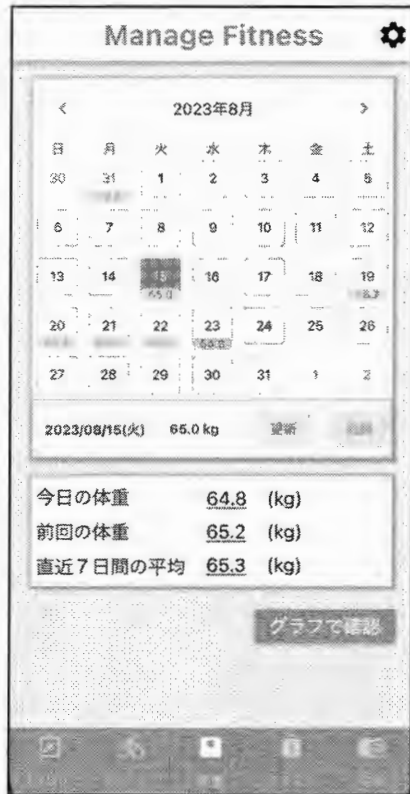 Manage Fitness
< 2023年8月 >
日 月 火 水 木 金 土
30 31 1 2 3 4 5
6 7 8 9 10 11 12
13 14 15 16 17 18 19
65.0
20 21 22 23 24 25 26
27 28 29 30 31 1 2
2023/08/15(火) 65.0 kg
今日の体重 64.8 (kg)
前回の体重 65.2 (kg)
直近7日間の平均 65.3 (kg)
グラフで確認